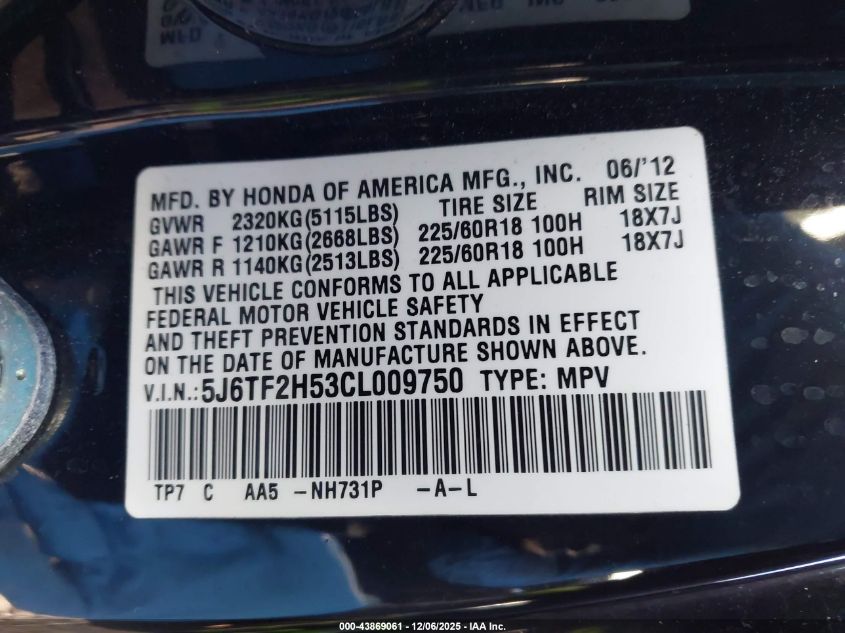 MFD. BY HONDA OF AMERICA MFG., INC. 06/'12
GVWR 2320KG(5115LBS) TIRE SIZE RIM SIZE
GAWR F 1210KG(2668LBS) 225/60R18 100H 18X7J
GAWR R 1140KG(2513LBS) 225/60R18 100H 18X7J
THIS VEHICLE CONFORMS TO ALL APPLICABLE
FEDERAL MOTOR VEHICLE SAFETY
AND THEFT PREVENTION STANDARDS IN EFFECT
ON THE DATE OF MANUFACTURE SHOWN ABOVE.
V.I.N.:5J6TF2H53CL009750 TYPE: MPV
TP7 C AA5 -NH731P -A-L
000-43869061 - 12/06/2025 - IAA Inc.